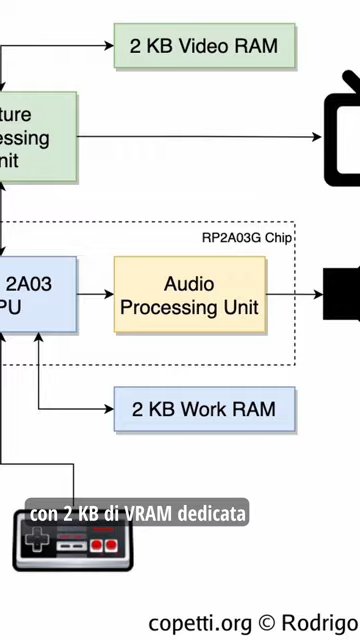 2 KB Video RAM
ture
essing
nit
RP2A03G Chip
2A03
PU
Audio
Processing Unit
2 KB Work RAM
con 2 KB di VRAM dedicata
copetti.org © Rodrigo